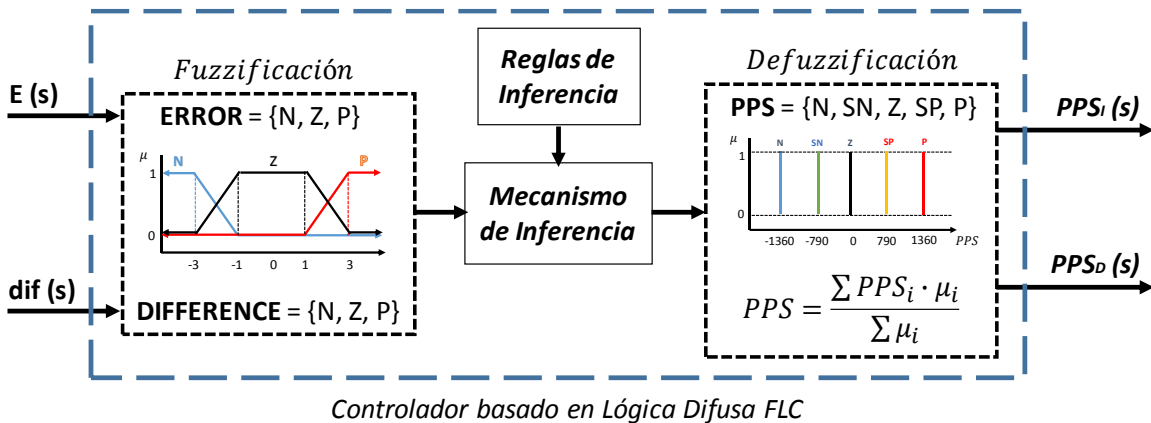 E (s)
dif (s)
Fuzzificación
ERROR = {N, Z, P}
μ
N
Z
P
1
0
-3
-1
0
1
3
DIFFERENCE = {N, Z, P}
Reglas de
Inferencia
Mecanismo
de Inferencia
Defuzzificación
PPS = {N, SN, Z, SP, P}
μ
N
SN
Z
SP
P
1
0
-1360
-790
0
790
1360
PPS
PPS = ∑ PPSᵢ · μᵢ / ∑ μᵢ
PPSI (s)
PPSD (s)
Controlador basado en Lógica Difusa FLC